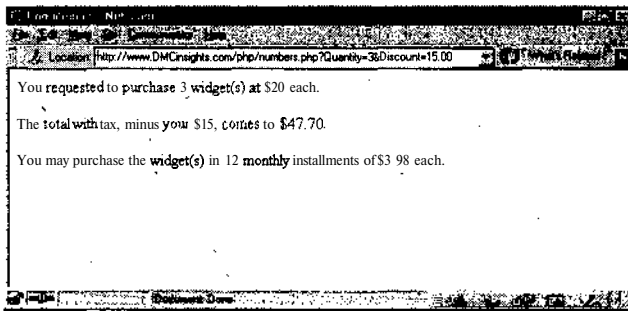 Location: http://www.DMCinsights.com/php/numbers.php?Quantity=3&Discount=15.00 What's Related
You requested to purchase 3 widget(s) at $20 each.
The total with tax, minus your $15, comes to $47.70.
You may purchase the widget(s) in 12 monthly installments of $3 98 each.
Document Done